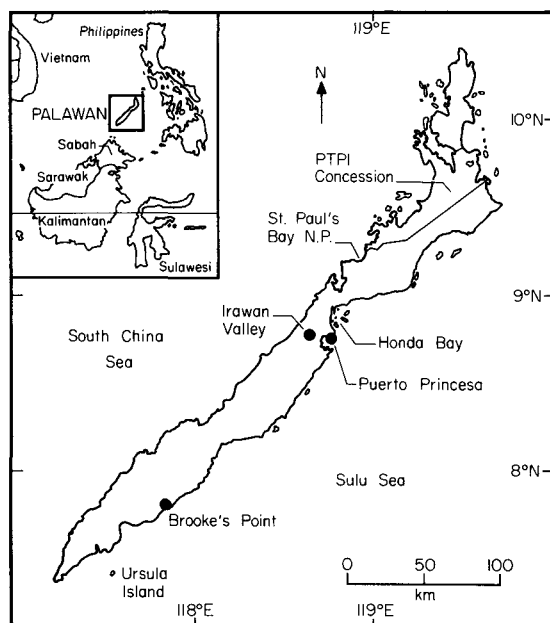 119°E
Philippines
Vietnam
PALAWAN
Sabah
Sarawak
Kalimantan
Sulawesi
N
10°N
PTPI
Concession
St. Paul's
Bay N.P.
9°N
Irawan
Valley
South China
Sea
Honda Bay
Puerto Princesa
8°N
Sulu Sea
Brooke's Point
Ursula
Island
0 50 100
km
118°E
119°E